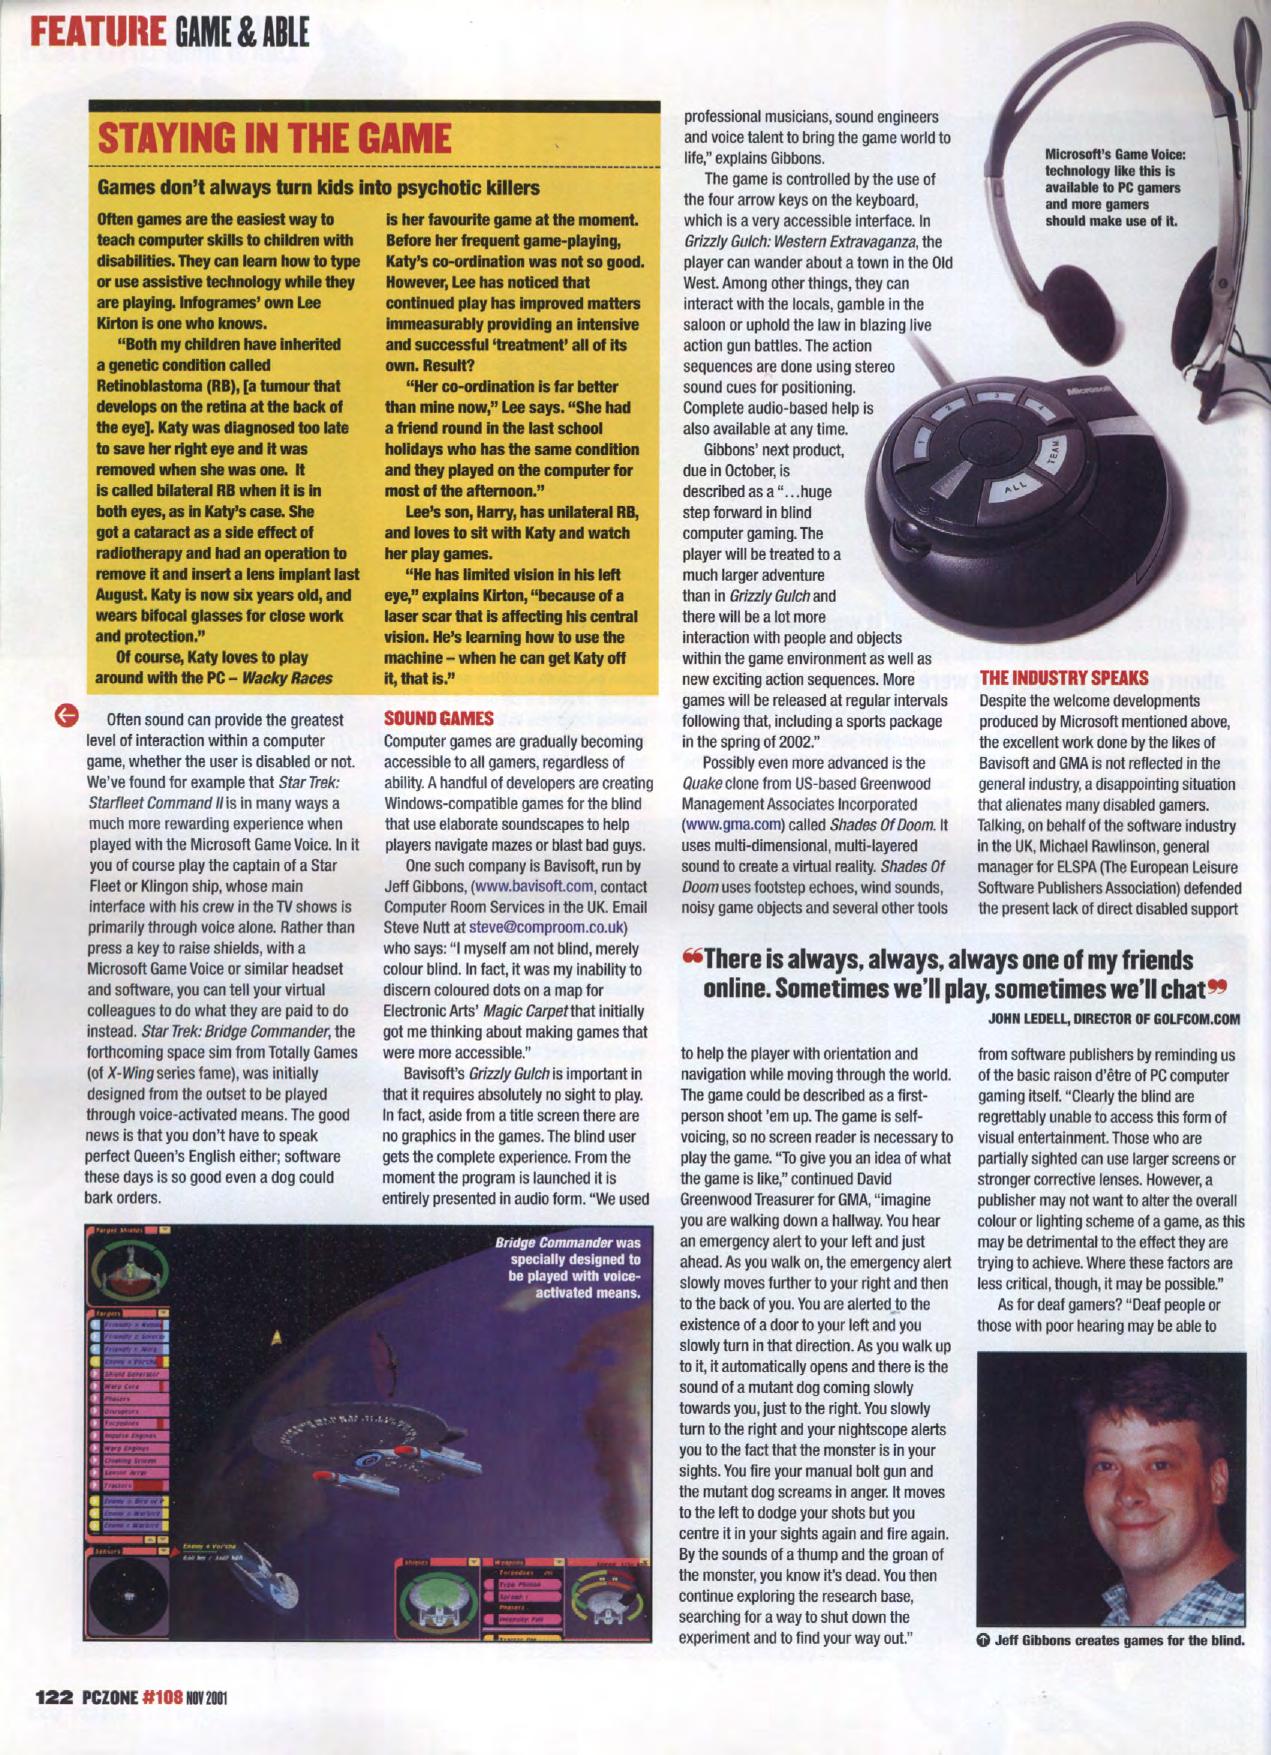 FEATURE GAME & ABLE
STAYING IN THE GAME
Games don't always turn kids into psychotic killers
Often games are the easiest way to
teach computer skills to children with
disabilities. They can learn how to type
or use assistive technology while they
are playing. Infogrames' own Lee
Kirton is one who knows.
"Both my children have inherited
a genetic condition called
Retinoblastoma (RB), [a tumour that
develops on the retina at the back of
the eye]. Katy was diagnosed too late
to save her right eye and it was
removed when she was one. It
is called bilateral RB when it is in
both eyes, as in Katy's case. She
got a cataract as a side effect of
radiotherapy and had an operation to
remove it and insert a lens implant last
August. Katy is now six years old, and
wears bifocal glasses for close work
and protection."
Of course, Katy loves to play
around with the PC – Wacky Races
is her favourite game at the moment.
Before her frequent game-playing,
Katy's co-ordination was not so good.
However, Lee has noticed that
continued play has improved matters
immeasurably providing an intensive
and successful 'treatment' all of its
own. Result?
"Her co-ordination is far better
than mine now," Lee says. "She had
a friend round in the last school
holidays who has the same condition
and they played on the computer for
most of the afternoon."
Lee's son, Harry, has unilateral RB,
and loves to sit with Katy and watch
her play games.
"He has limited vision in his left
eye," explains Kirton, "because of a
laser scar that is affecting his central
vision. He's learning how to use the
machine – when he can get Katy off
it, that is."
Often sound can provide the greatest
level of interaction within a computer
game, whether the user is disabled or not.
We've found for example that Star Trek:
Starfleet Command II is in many ways a
much more rewarding experience when
played with the Microsoft Game Voice. In it
you of course play the captain of a Star
Fleet or Klingon ship, whose main
interface with his crew in the TV shows is
primarily through voice alone. Rather than
press a key to raise shields, with a
Microsoft Game Voice or similar headset
and software, you can tell your virtual
colleagues to do what they are paid to do
instead. Star Trek: Bridge Commander, the
forthcoming space sim from Totally Games
(of X-Wing series fame), was initially
designed from the outset to be played
through voice-activated means. The good
news is that you don't have to speak
perfect Queen's English either; software
these days is so good even a dog could
bark orders.
SOUND GAMES
Computer games are gradually becoming
accessible to all gamers, regardless of
ability. A handful of developers are creating
Windows-compatible games for the blind
that use elaborate soundscapes to help
players navigate mazes or blast bad guys.
One such company is Bavisoft, run by
Jeff Gibbons, (www.bavisoft.com, contact
Computer Room Services in the UK. Email
Steve Nutt at steve@comproom.co.uk)
who says: "I myself am not blind, merely
colour blind. In fact, it was my inability to
discern coloured dots on a map for
Electronic Arts' Magic Carpet that initially
got me thinking about making games that
were more accessible."
Bavisoft's Grizzly Gulch is important in
that it requires absolutely no sight to play.
In fact, aside from a title screen there are
no graphics in the games. The blind user
gets the complete experience. From the
moment the program is launched it is
entirely presented in audio form. "We used
professional musicians, sound engineers
and voice talent to bring the game world to
life," explains Gibbons.
The game is controlled by the use of
the four arrow keys on the keyboard,
which is a very accessible interface. In
Grizzly Gulch: Western Extravaganza, the
player can wander about a town in the Old
West. Among other things, they can
interact with the locals, gamble in the
saloon or uphold the law in blazing live
action gun battles. The action
sequences are done using stereo
sound cues for positioning.
Complete audio-based help is
also available at any time.
Gibbons' next product,
due in October, is
described as a "...huge
step forward in blind
computer gaming. The
player will be treated to a
much larger adventure
than in Grizzly Gulch and
there will be a lot more
interaction with people and objects
within the game environment as well as
new exciting action sequences. More
games will be released at regular intervals
following that, including a sports package
in the spring of 2002."
Possibly even more advanced is the
Quake clone from US-based Greenwood
Management Associates Incorporated
(www.gma.com) called Shades Of Doom. It
uses multi-dimensional, multi-layered
sound to create a virtual reality. Shades Of
Doom uses footstep echoes, wind sounds,
noisy game objects and several other tools
to help the player with orientation and
navigation while moving through the world.
The game could be described as a first-
person shoot 'em up. The game is self-
voicing, so no screen reader is necessary to
play the game. "To give you an idea of what
the game is like," continued David
Greenwood Treasurer for GMA, "imagine
you are walking down a hallway. You hear
an emergency alert to your left and just
ahead. As you walk on, the emergency alert
slowly moves further to your right and then
to the back of you. You are alerted to the
existence of a door to your left and you
slowly turn in that direction. As you walk up
to it, it automatically opens and there is the
sound of a mutant dog coming slowly
towards you, just to the right. You slowly
turn to the right and your nightscope alerts
you to the fact that the monster is in your
sights. You fire your manual bolt gun and
the mutant dog screams in anger. It moves
to the left to dodge your shots but you
centre it in your sights again and fire again.
By the sounds of a thump and the groan of
the monster, you know it's dead. You then
continue exploring the research base,
searching for a way to shut down the
experiment and to find your way out."
Microsoft's Game Voice:
technology like this is
available to PC gamers
and more gamers
should make use of it.
Microsoft
1 2 3 4
TEAM
ALL
THE INDUSTRY SPEAKS
Despite the welcome developments
produced by Microsoft mentioned above,
the excellent work done by the likes of
Bavisoft and GMA is not reflected in the
general industry, a disappointing situation
that alienates many disabled gamers.
Talking, on behalf of the software industry
in the UK, Michael Rawlinson, general
manager for ELSPA (The European Leisure
Software Publishers Association) defended
the present lack of direct disabled support
"There is always, always, always one of my friends
online. Sometimes we'll play, sometimes we'll chat"
JOHN LEDELL, DIRECTOR OF GOLFCOM.COM
from software publishers by reminding us
of the basic raison d'être of PC computer
gaming itself. "Clearly the blind are
regrettably unable to access this form of
visual entertainment. Those who are
partially sighted can use larger screens or
stronger corrective lenses. However, a
publisher may not want to alter the overall
colour or lighting scheme of a game, as this
may be detrimental to the effect they are
trying to achieve. Where these factors are
less critical, though, it may be possible."
As for deaf gamers? "Deaf people or
those with poor hearing may be able to
Bridge Commander was
specially designed to
be played with voice-
activated means.
Target Shields
Targets
Enemy + Vor'cha
Shield Generator
Warp Core
Phasers
Disruptors
Torpedoes
Impulse Engines
Warp Engines
Cloaking System
Sensor Array
Tractors
Sensors
Enemy + Vor'cha
Shields
Weapons
Torpedoes
Type: Photon
Spread: 1
Phasers
Intensity: Full
Jeff Gibbons creates games for the blind.
122 PCZONE #108 NOV 2001